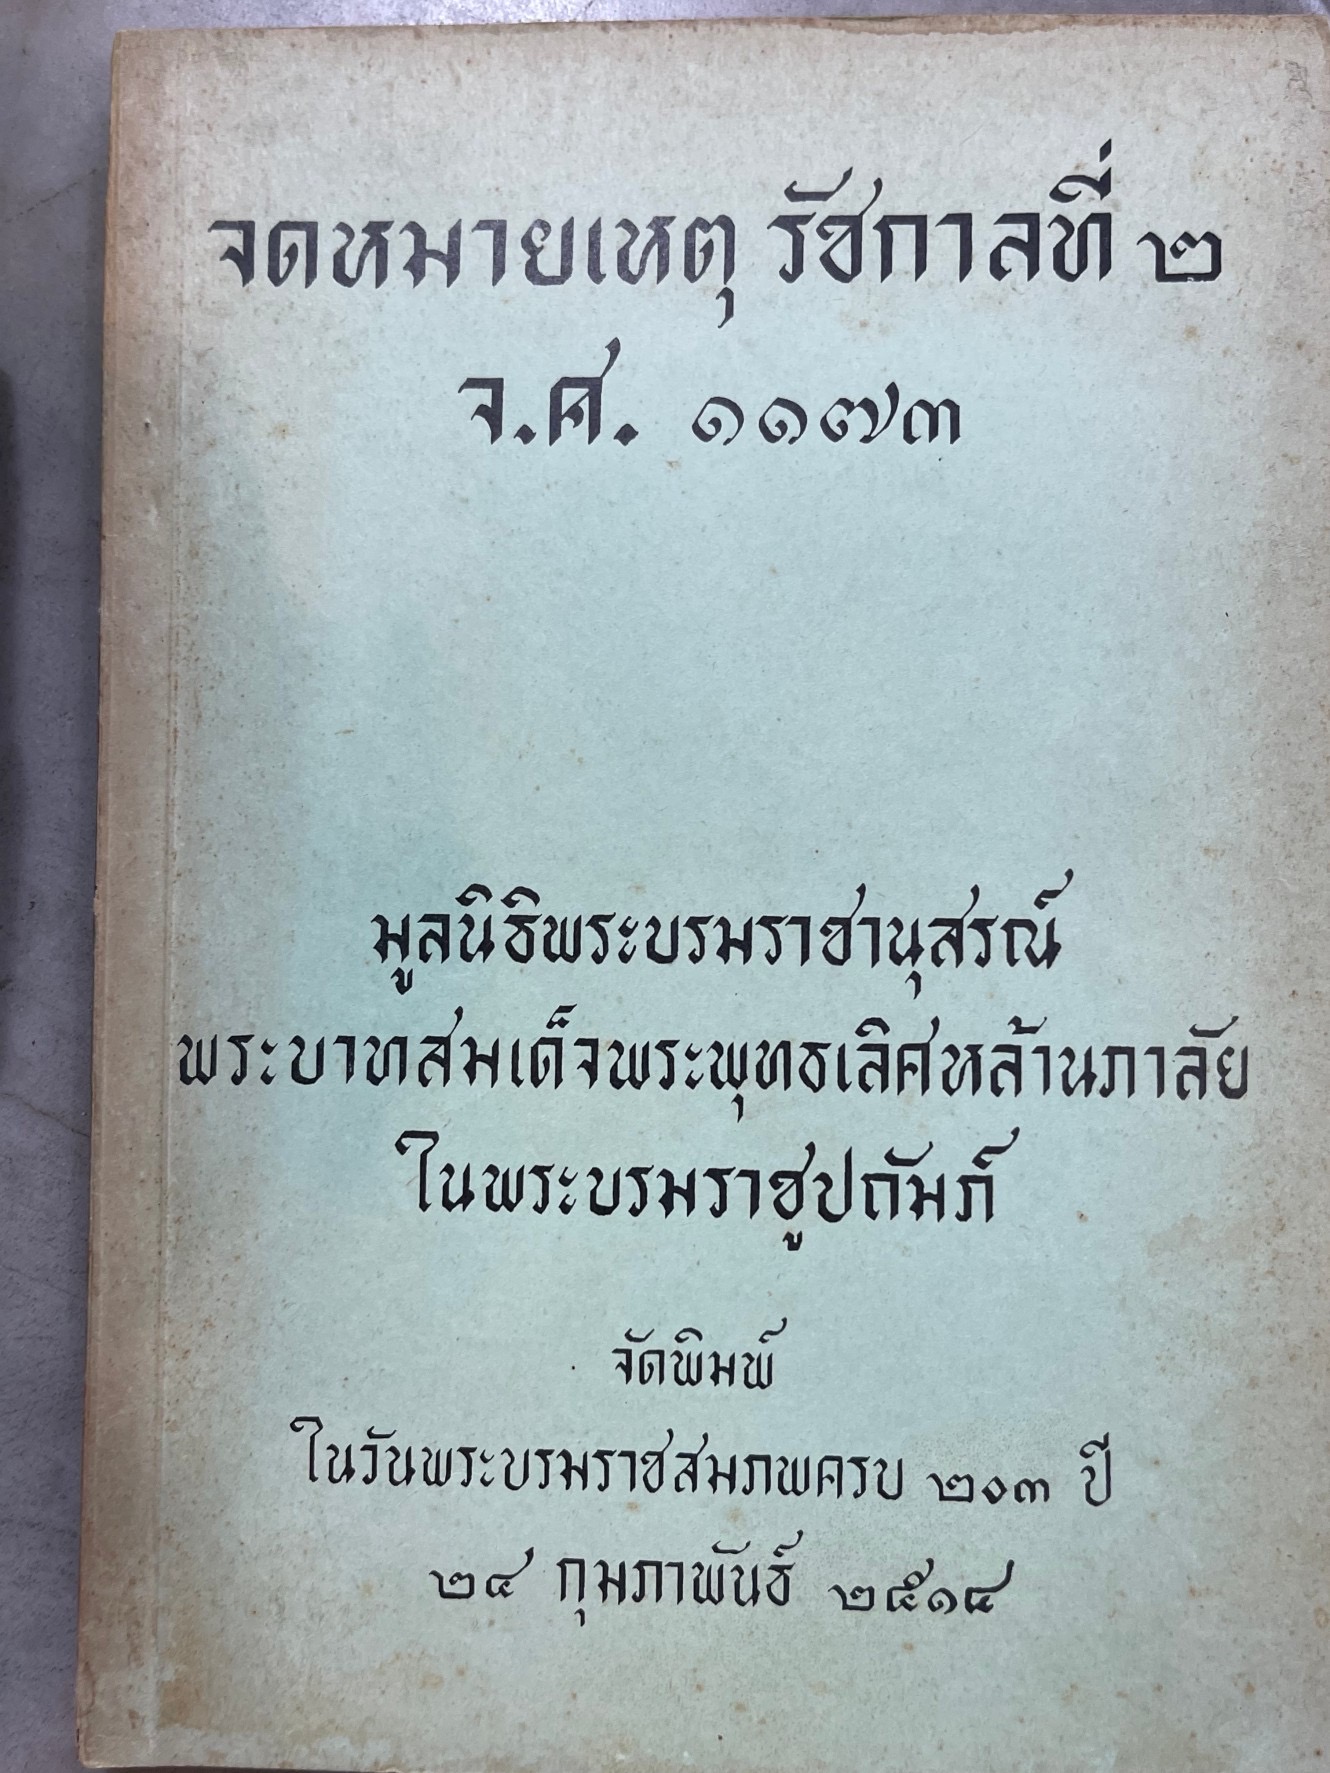 จดหมายเหตุ รัชกาลที่ ๒
จ.ศ. ๑๑๗๓
มูลนิธิพระบรมราชานุสรณ์
พระบาทสมเด็จพระพุทธเลิศหล้านภาลัย
ในพระบรมราชูปถัมภ์
จัดพิมพ์
ในวันพระบรมราชสมภพครบ ๒๐๓ ปี
๒๔ กุมภาพันธ์ ๒๕๑๔